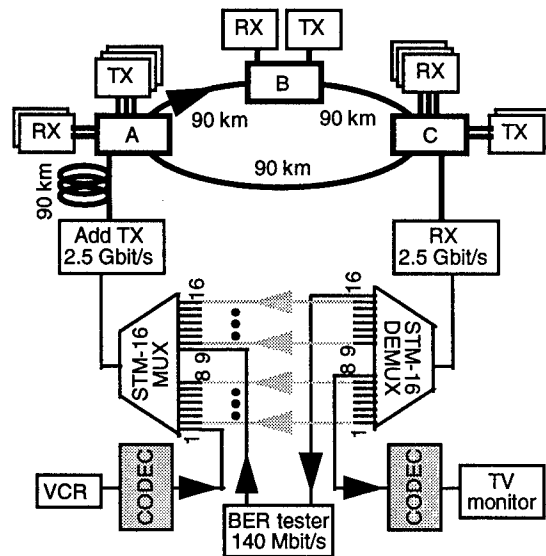 RX
TX
TX
RX
B
RX
A
90 km
90 km
C
TX
90 km
90 km
Add TX
2.5 Gbit/s
RX
2.5 Gbit/s
STM-16
MUX
16
9
8
1
16
9
8
1
STM-16
DEMUX
VCR
CODEC
BER tester
140 Mbit/s
CODEC
TV
monitor